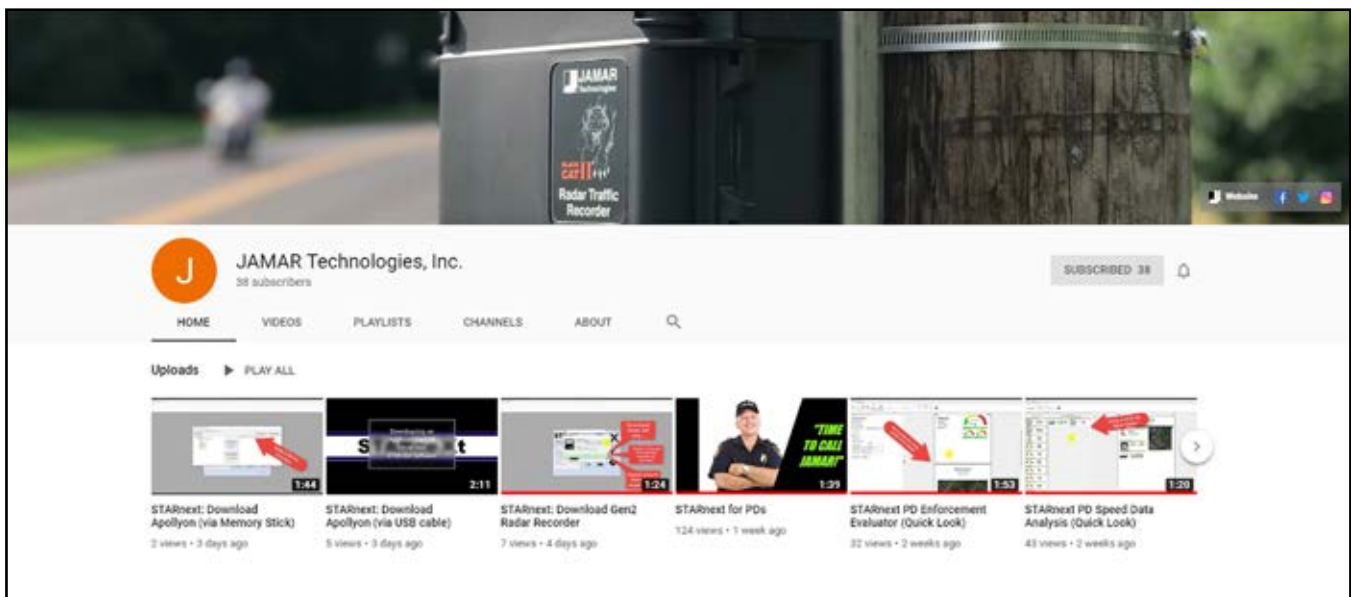 JAMAR
Technologies
BLACK
CAT II
Radar Traffic
Recorder
Website
J
JAMAR Technologies, Inc.
38 subscribers
SUBSCRIBED 38
HOME
VIDEOS
PLAYLISTS
CHANNELS
ABOUT
Uploads
PLAY ALL
1:44
2:11
1:24
"TIME
TO CALL
JAMAR!"
1:39
1:53
1:20
STARnext: Download
Apollyon (via Memory Stick)
2 views • 3 days ago
STARnext: Download
Apollyon (via USB cable)
5 views • 3 days ago
STARnext: Download Gen2
Radar Recorder
7 views • 4 days ago
STARnext for PDs
124 views • 1 week ago
STARnext PD Enforcement
Evaluator (Quick Look)
32 views • 2 weeks ago
STARnext PD Speed Data
Analysis (Quick Look)
43 views • 2 weeks ago